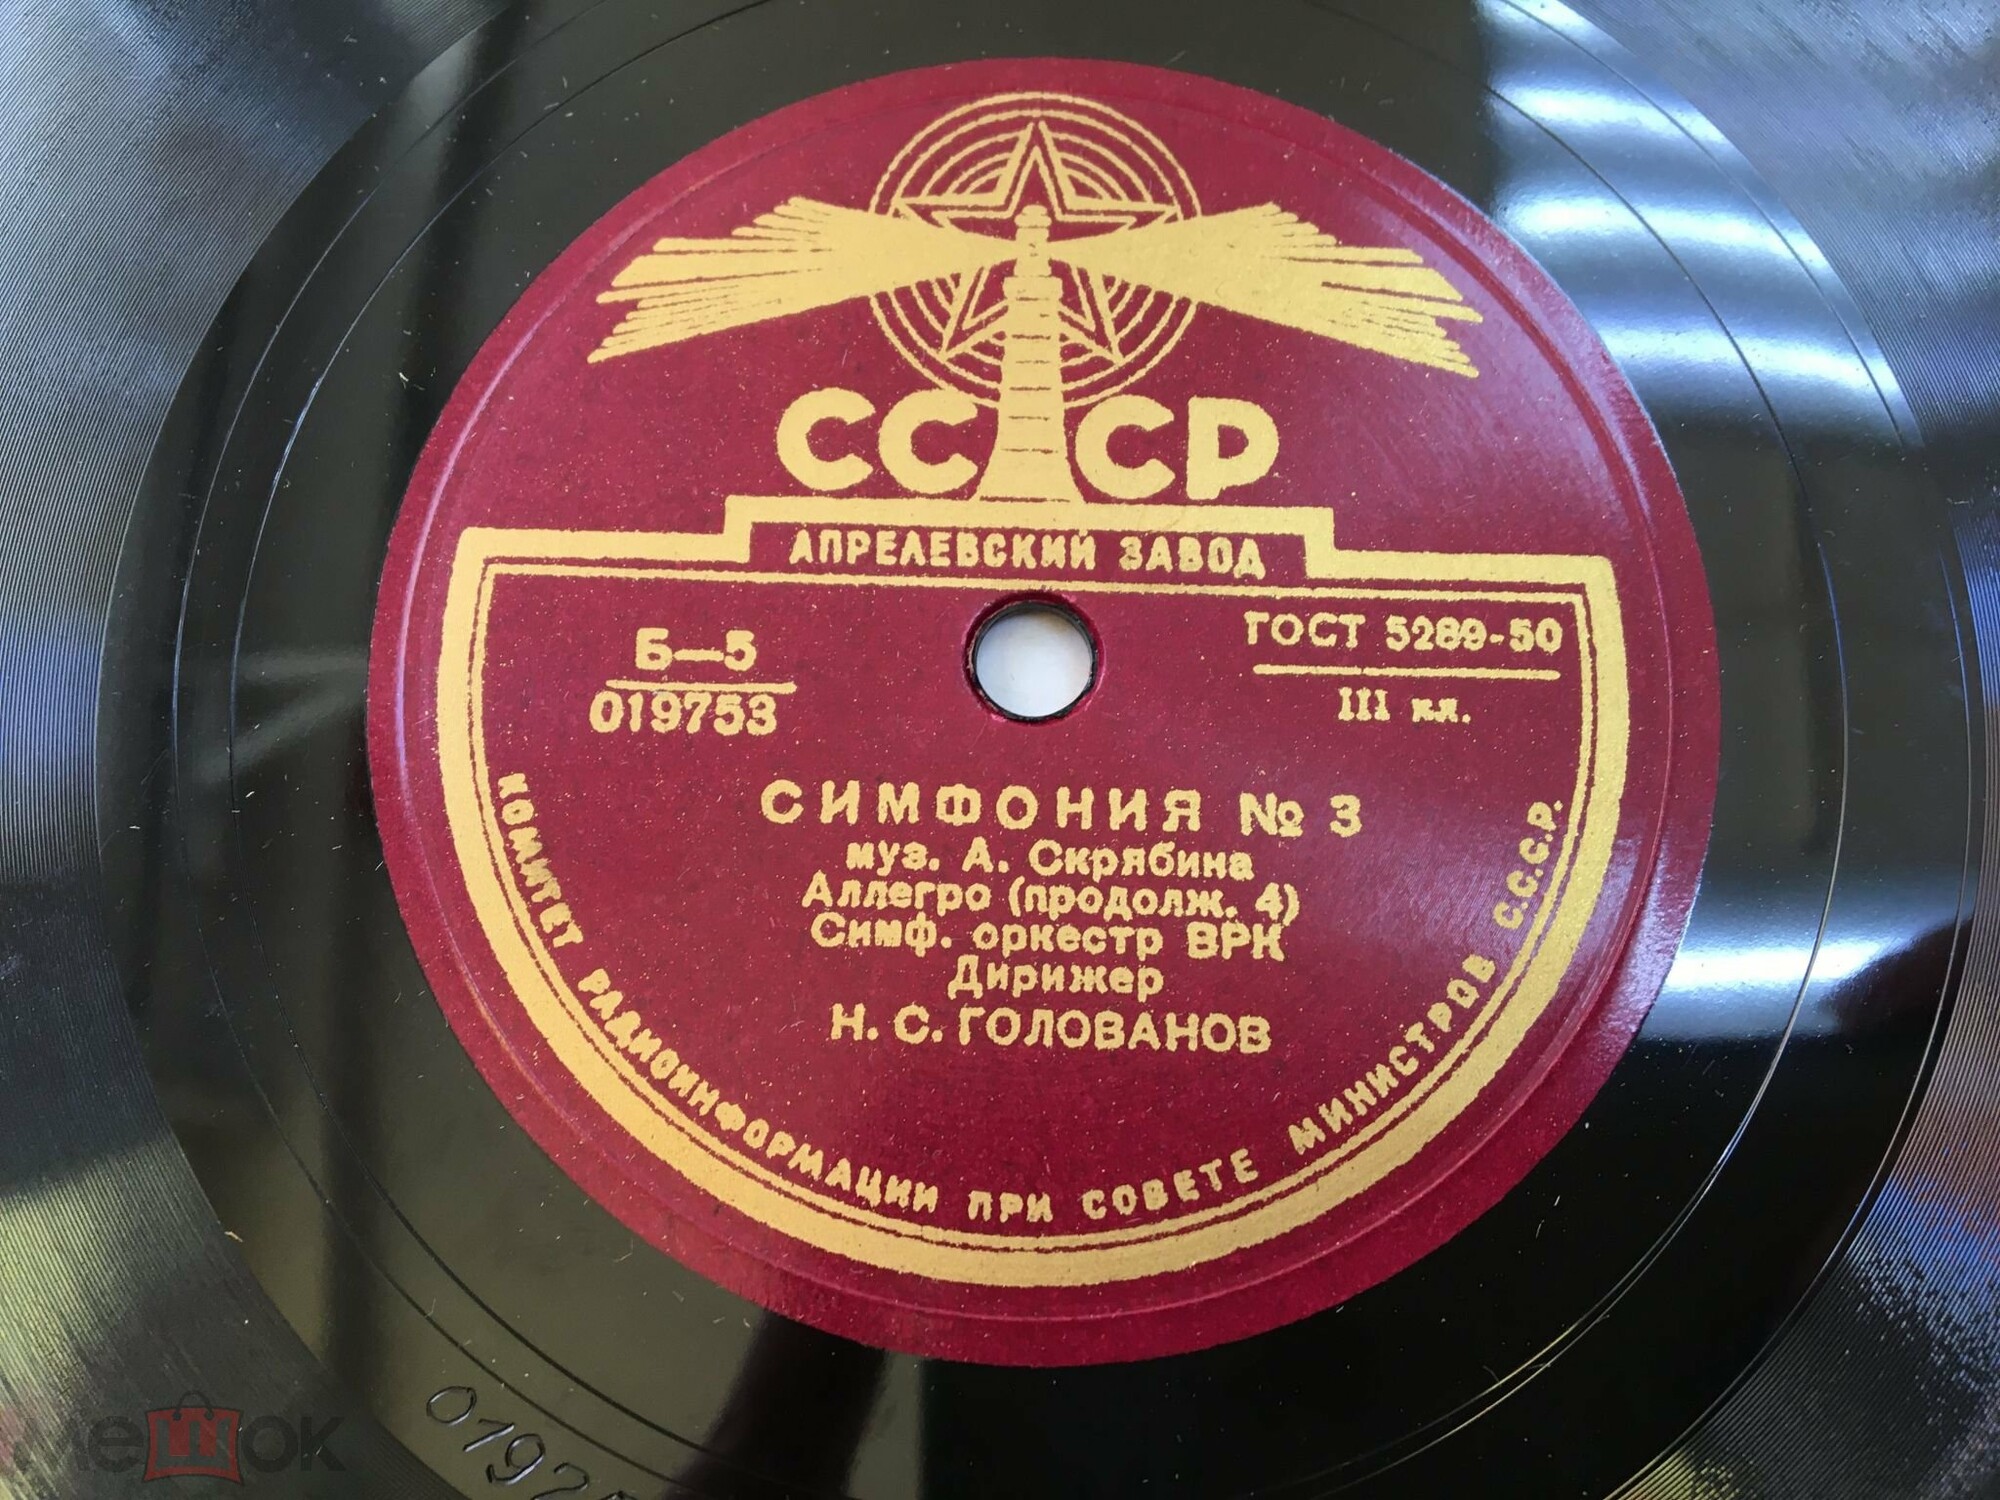 СССР
АПРЕЛЕВСКИЙ ЗАВОД
Б—5
019753
ГОСТ 5289-50
III кл.
СИМФОНИЯ № 3
муз. А. Скрябина
Аллегро (продолж. 4)
Симф. оркестр ВРК
Дирижер
Н. С. ГОЛОВАНОВ
КОМИТЕТ РАДИОИНФОРМАЦИИ ПРИ СОВЕТЕ МИНИСТРОВ С.С.С.Р.
мешок